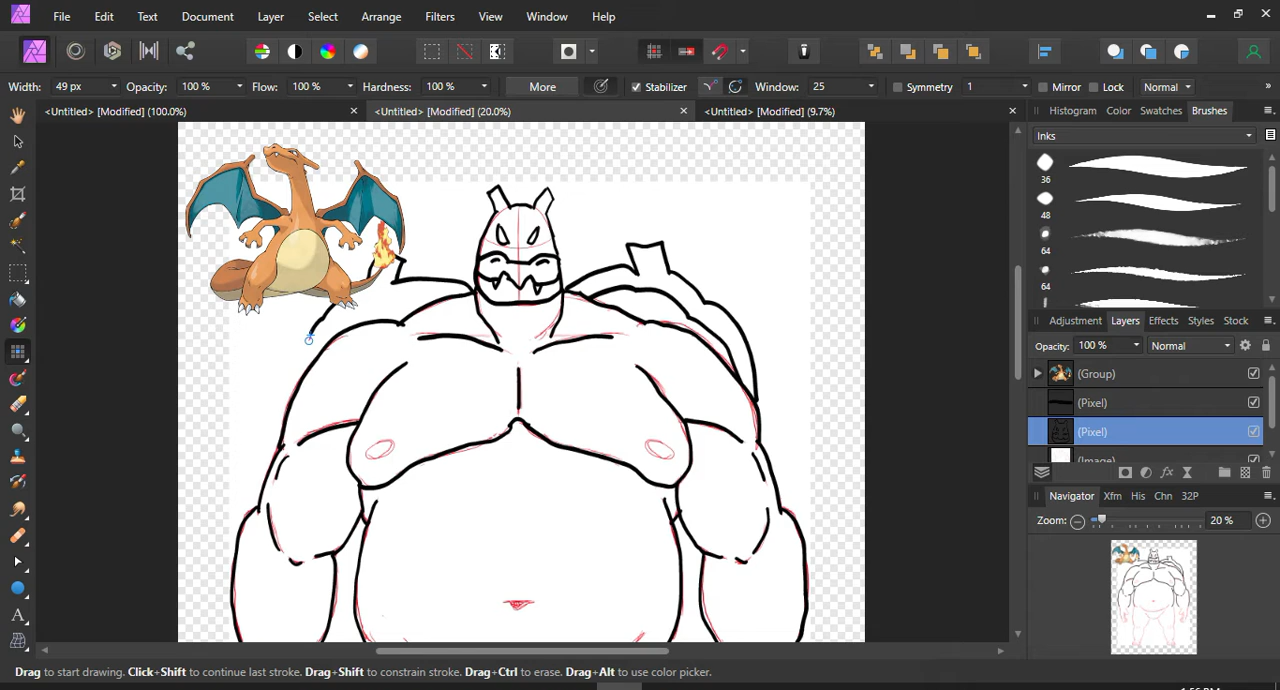 File Edit Text Document Layer Select Arrange Filters View Window Help
Width: 49 px Opacity: 100 % Flow: 100 % Hardness: 100 % More Stabilizer Window: 25 Symmetry 1 Mirror Lock Normal
<Untitled> [Modified] (100.0%) <Untitled> [Modified] (20.0%) <Untitled> [Modified] (9.7%)
Histogram Color Swatches Brushes
Inks
36
48
64
64
Adjustment Layers Effects Styles Stock
Opacity: 100 % Normal
(Group)
(Pixel)
(Pixel)
(Image)
Navigator Xfm His Chn 32P
Zoom: 20 %
Drag to start drawing. Click+Shift to continue last stroke. Drag+Shift to constrain stroke. Drag+Ctrl to erase. Drag+Alt to use color picker.